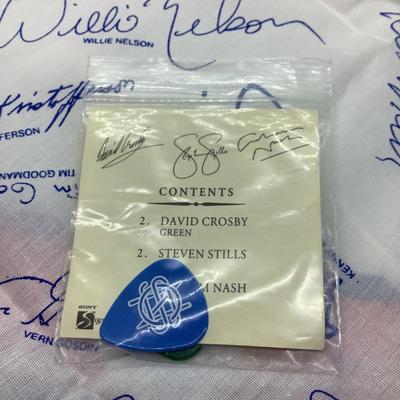 Willie Nelson
WILLIE NELSON
Kristofferson
FERSON
TIM GOODMAN
CONTENTS
2. DAVID CROSBY
GREEN
2. STEVEN STILLS
M NASH
SONY
VERN GOSDIN